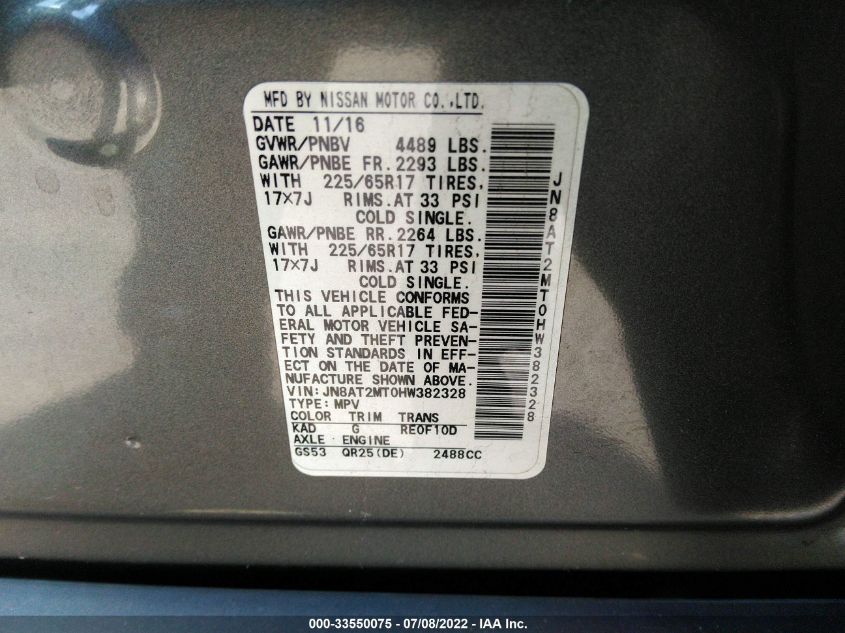 MFD BY NISSAN MOTOR CO.,LTD.
DATE 11/16
GVWR/PNBV 4489 LBS.
GAWR/PNBE FR. 2293 LBS.
WITH 225/65R17 TIRES,
17X7J RIMS.AT 33 PSI
COLD SINGLE.
GAWR/PNBE RR. 2264 LBS.
WITH 225/65R17 TIRES,
17X7J RIMS.AT 33 PSI
COLD SINGLE.
THIS VEHICLE CONFORMS
TO ALL APPLICABLE FED-
ERAL MOTOR VEHICLE SA-
FETY AND THEFT PREVEN-
TION STANDARDS IN EFF-
ECT ON THE DATE OF MA-
NUFACTURE SHOWN ABOVE.
VIN:JN8AT2MT0HW382328
TYPE:MPV
COLOR TRIM TRANS
KAD G RE0F10D
AXLE ENGINE
GS53 QR25(DE) 2488CC
JN8AT2MT0HW382328
000-33550075 - 07/08/2022 - IAA Inc.